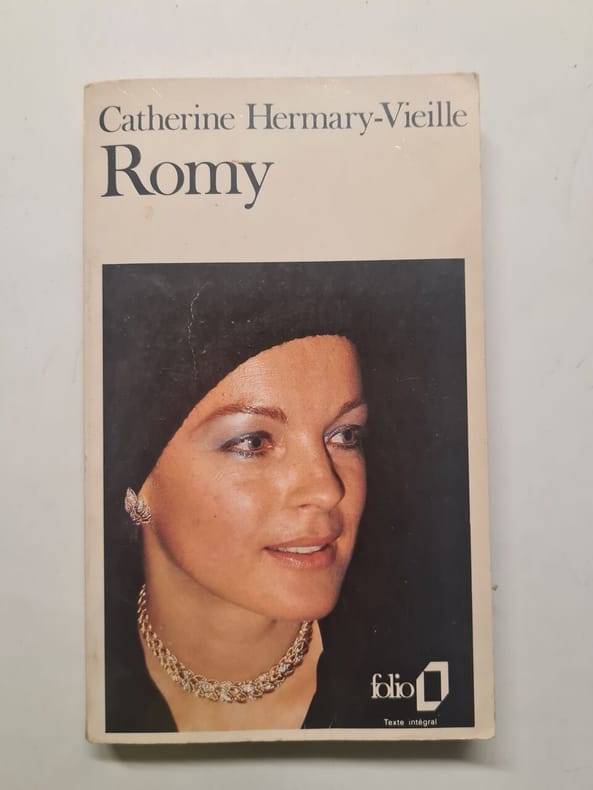 Catherine Hermary-Vieille
Romy
folio
Texte intégral